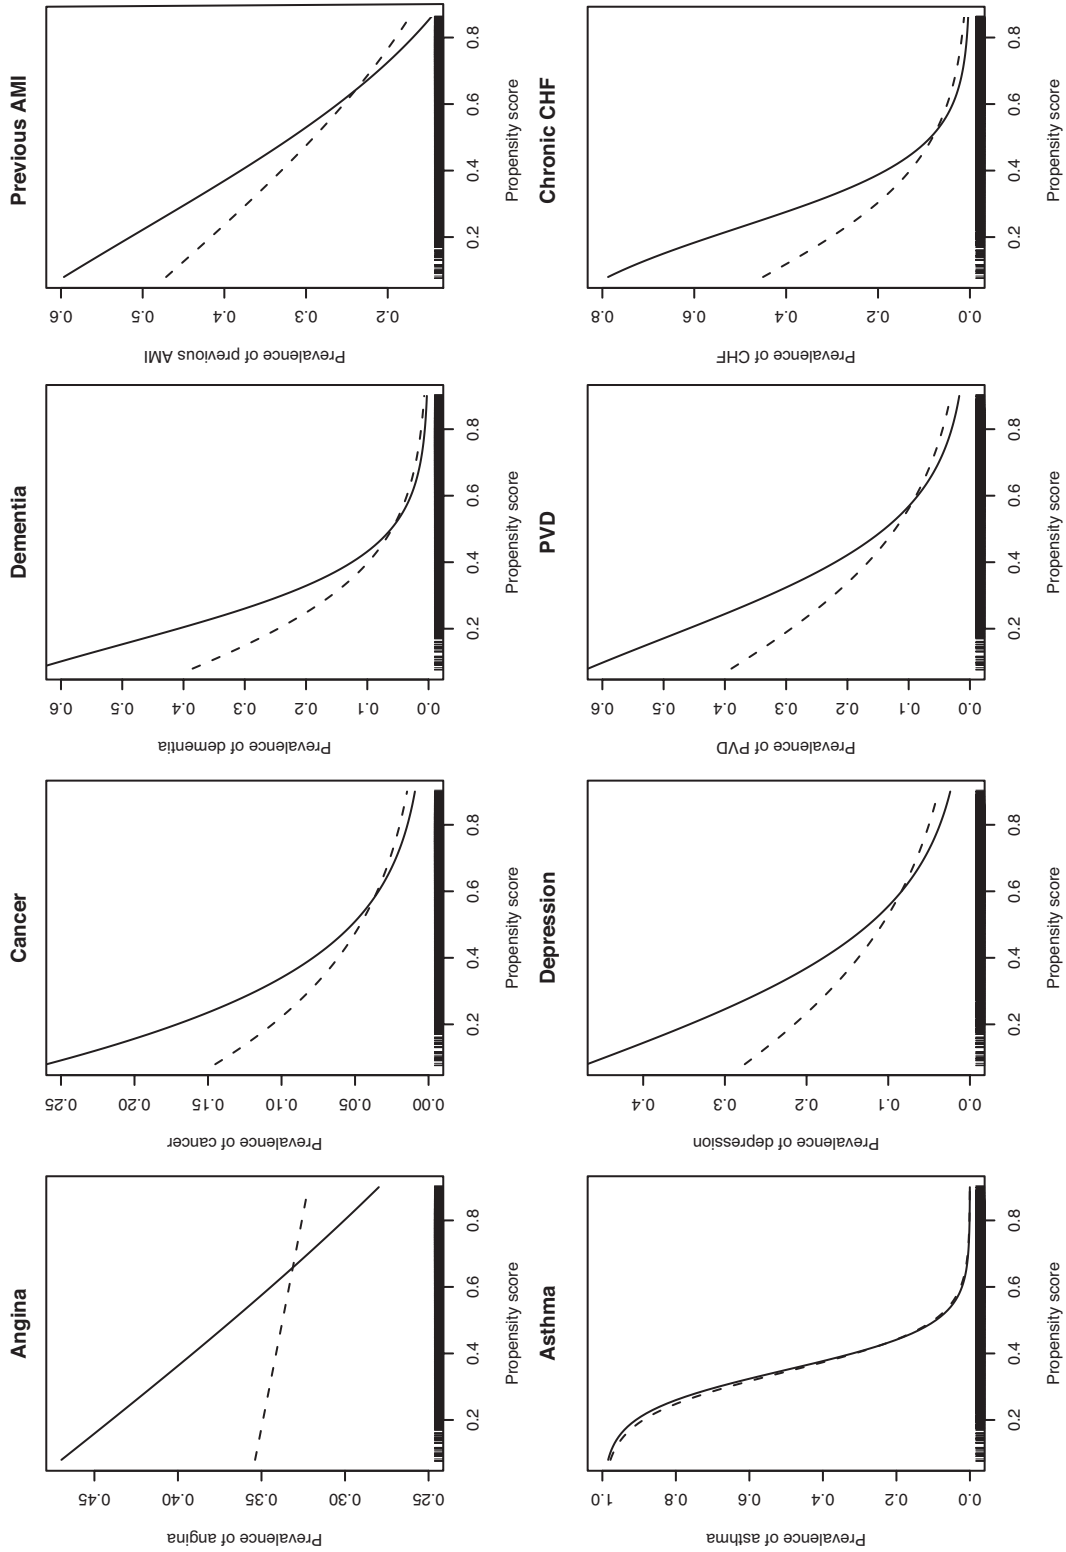 Angina
Prevalence of angina
0.45
0.40
0.35
0.30
0.25
0.2 0.4 0.6 0.8
Propensity score
Cancer
Prevalence of cancer
0.25
0.20
0.15
0.10
0.05
0.00
0.2 0.4 0.6 0.8
Propensity score
Dementia
Prevalence of dementia
0.6
0.5
0.4
0.3
0.2
0.1
0.0
0.2 0.4 0.6 0.8
Propensity score
Previous AMI
Prevalence of previous AMI
0.6
0.5
0.4
0.3
0.2
0.2 0.4 0.6 0.8
Propensity score
Asthma
Prevalence of asthma
1.0
0.8
0.6
0.4
0.2
0.0
0.2 0.4 0.6 0.8
Propensity score
Depression
Prevalence of depression
0.4
0.3
0.2
0.1
0.0
0.2 0.4 0.6 0.8
Propensity score
PVD
Prevalence of PVD
0.6
0.5
0.4
0.3
0.2
0.1
0.0
0.2 0.4 0.6 0.8
Propensity score
Chronic CHF
Prevalence of CHF
0.8
0.6
0.4
0.2
0.0
0.2 0.4 0.6 0.8
Propensity score